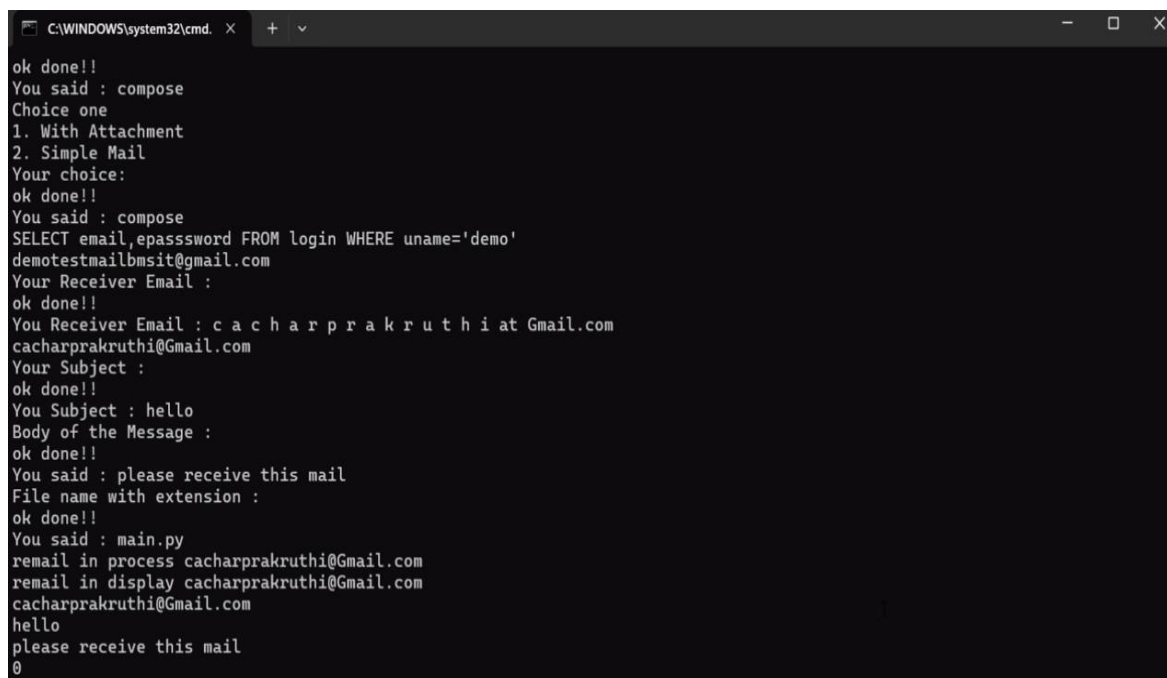 C:\WINDOWS\system32\cmd.
ok done!!
You said : compose
Choice one
1. With Attachment
2. Simple Mail
Your choice:
ok done!!
You said : compose
SELECT email,epasssword FROM login WHERE uname='demo'
demotestmailbmsit@gmail.com
Your Receiver Email :
ok done!!
You Receiver Email : c a c h a r p r a k r u t h i at Gmail.com
cacharprakruthi@Gmail.com
Your Subject :
ok done!!
You Subject : hello
Body of the Message :
ok done!!
You said : please receive this mail
File name with extension :
ok done!!
You said : main.py
remail in process cacharprakruthi@Gmail.com
remail in display cacharprakruthi@Gmail.com
cacharprakruthi@Gmail.com
hello
please receive this mail
0